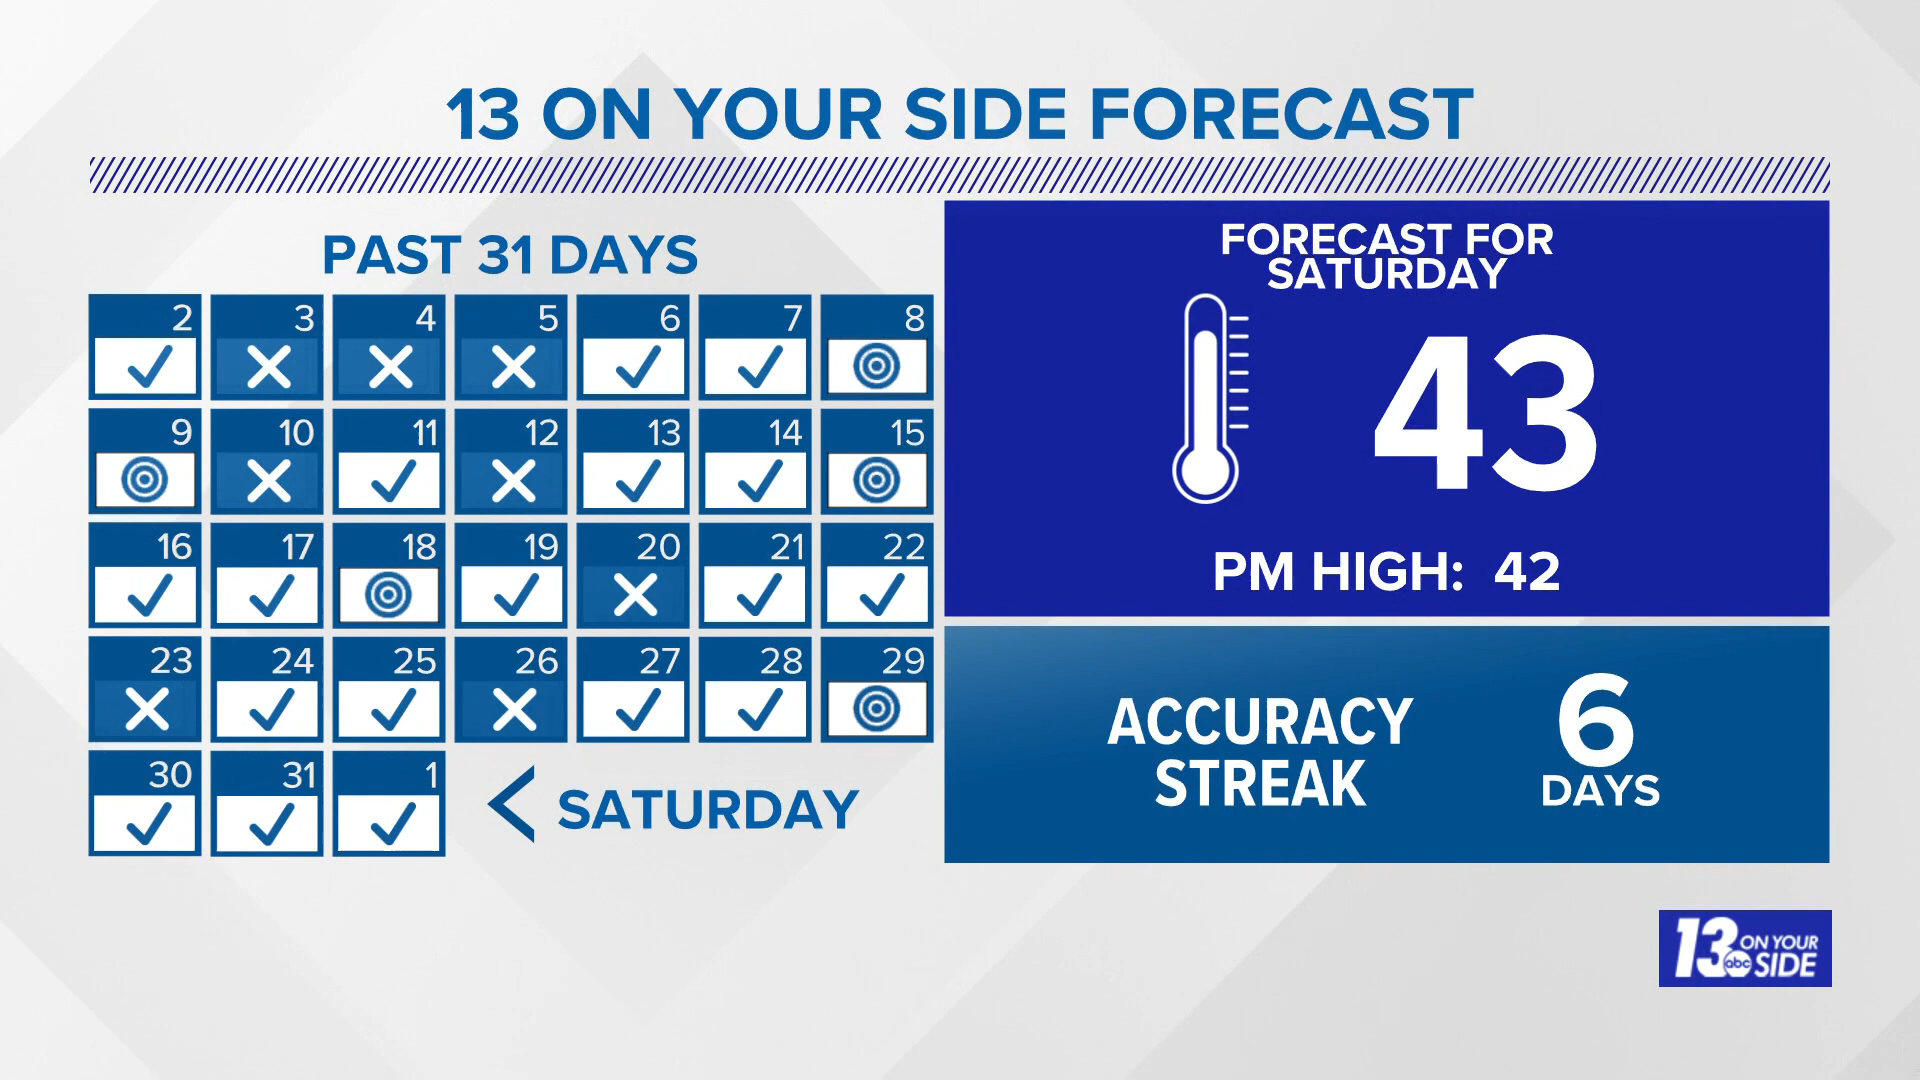 13 ON YOUR SIDE FORECAST
PAST 31 DAYS
2 3 4 5 6 7 8
9 10 11 12 13 14 15
16 17 18 19 20 21 22
23 24 25 26 27 28 29
30 31 1
SATURDAY
FORECAST FOR
SATURDAY
43
PM HIGH: 42
ACCURACY
STREAK
6
DAYS
13 ON YOUR
abc SIDE